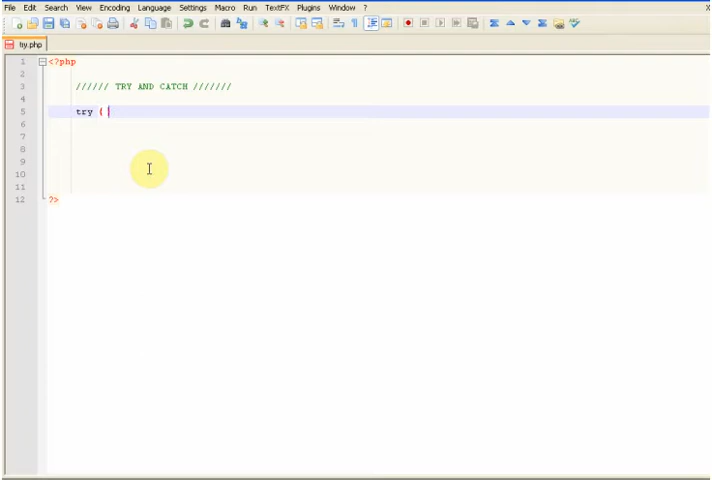 File Edit Search View Encoding Language Settings Macro Run TextFX Plugins Window ? X
try.php
1 <?php
2
3 ////// TRY AND CATCH ///////
4
5 try (
6
7
8
9
10
11
12 ?>